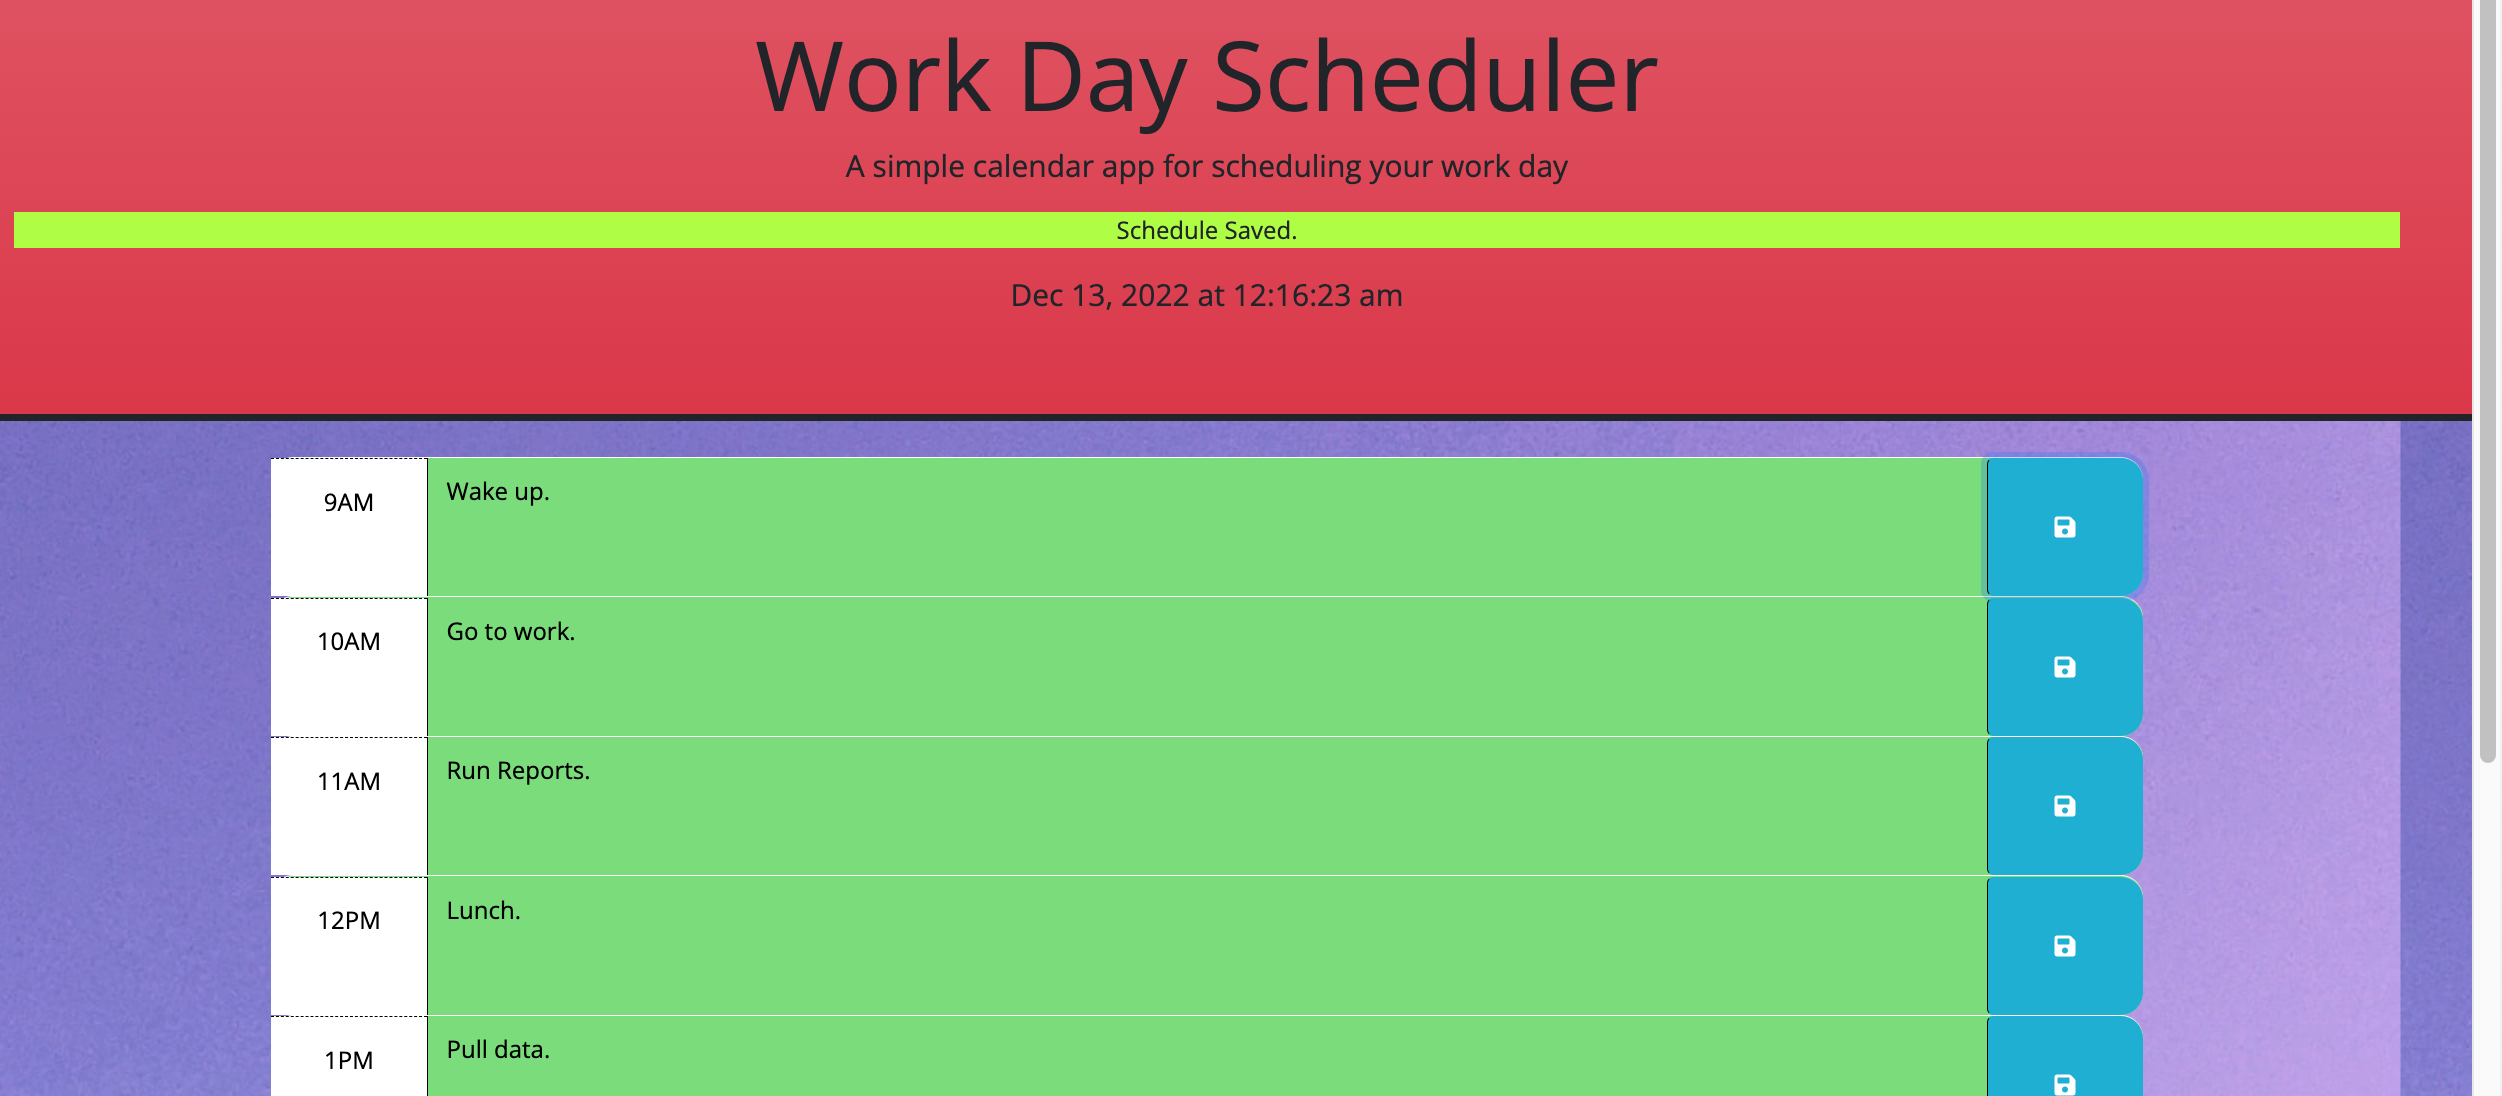 Work Day Scheduler
A simple calendar app for scheduling your work day
Schedule Saved.
Dec 13, 2022 at 12:16:23 am
9AM
Wake up.
10AM
Go to work.
11AM
Run Reports.
12PM
Lunch.
1PM
Pull data.